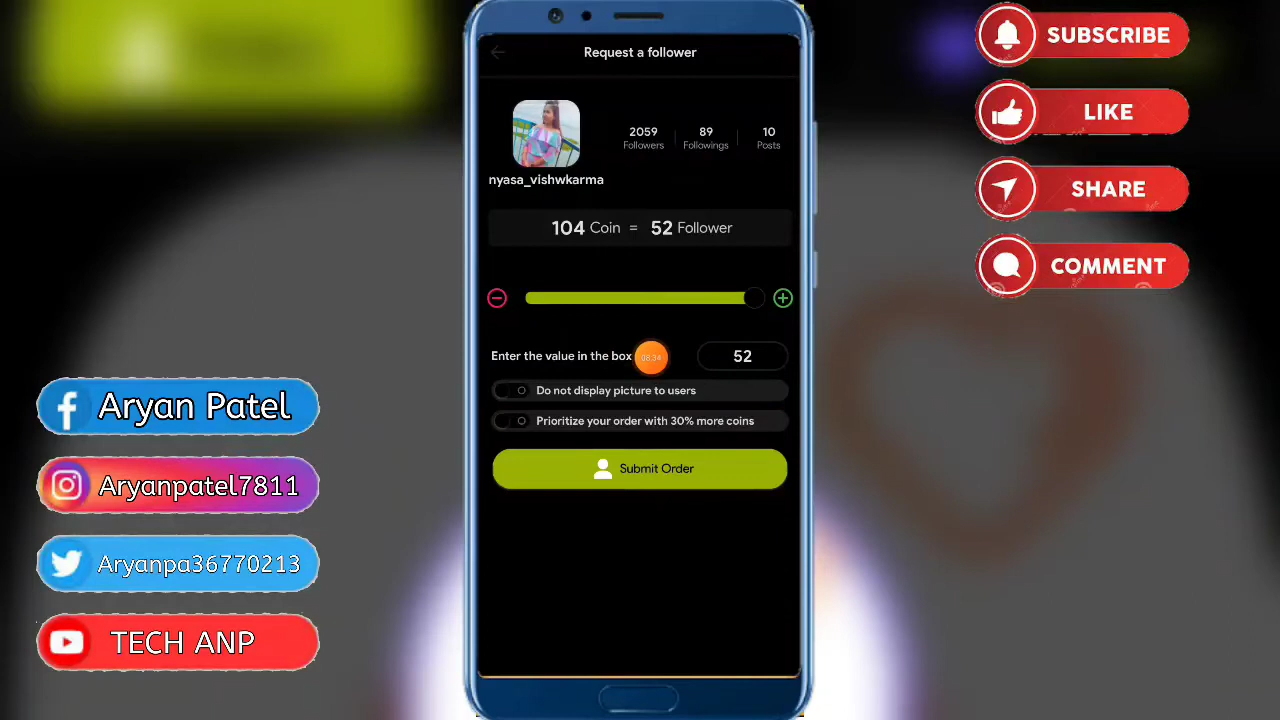 Request a follower
2059
Followers
89
Followings
10
Posts
nyasa_vishwkarma
104 Coin = 52 Follower
Enter the value in the box
08:34
52
Do not display picture to users
Prioritize your order with 30% more coins
Submit Order
SUBSCRIBE
LIKE
SHARE
COMMENT
Aryan Patel
Aryanpatel7811
Aryanpa36770213
TECH ANP